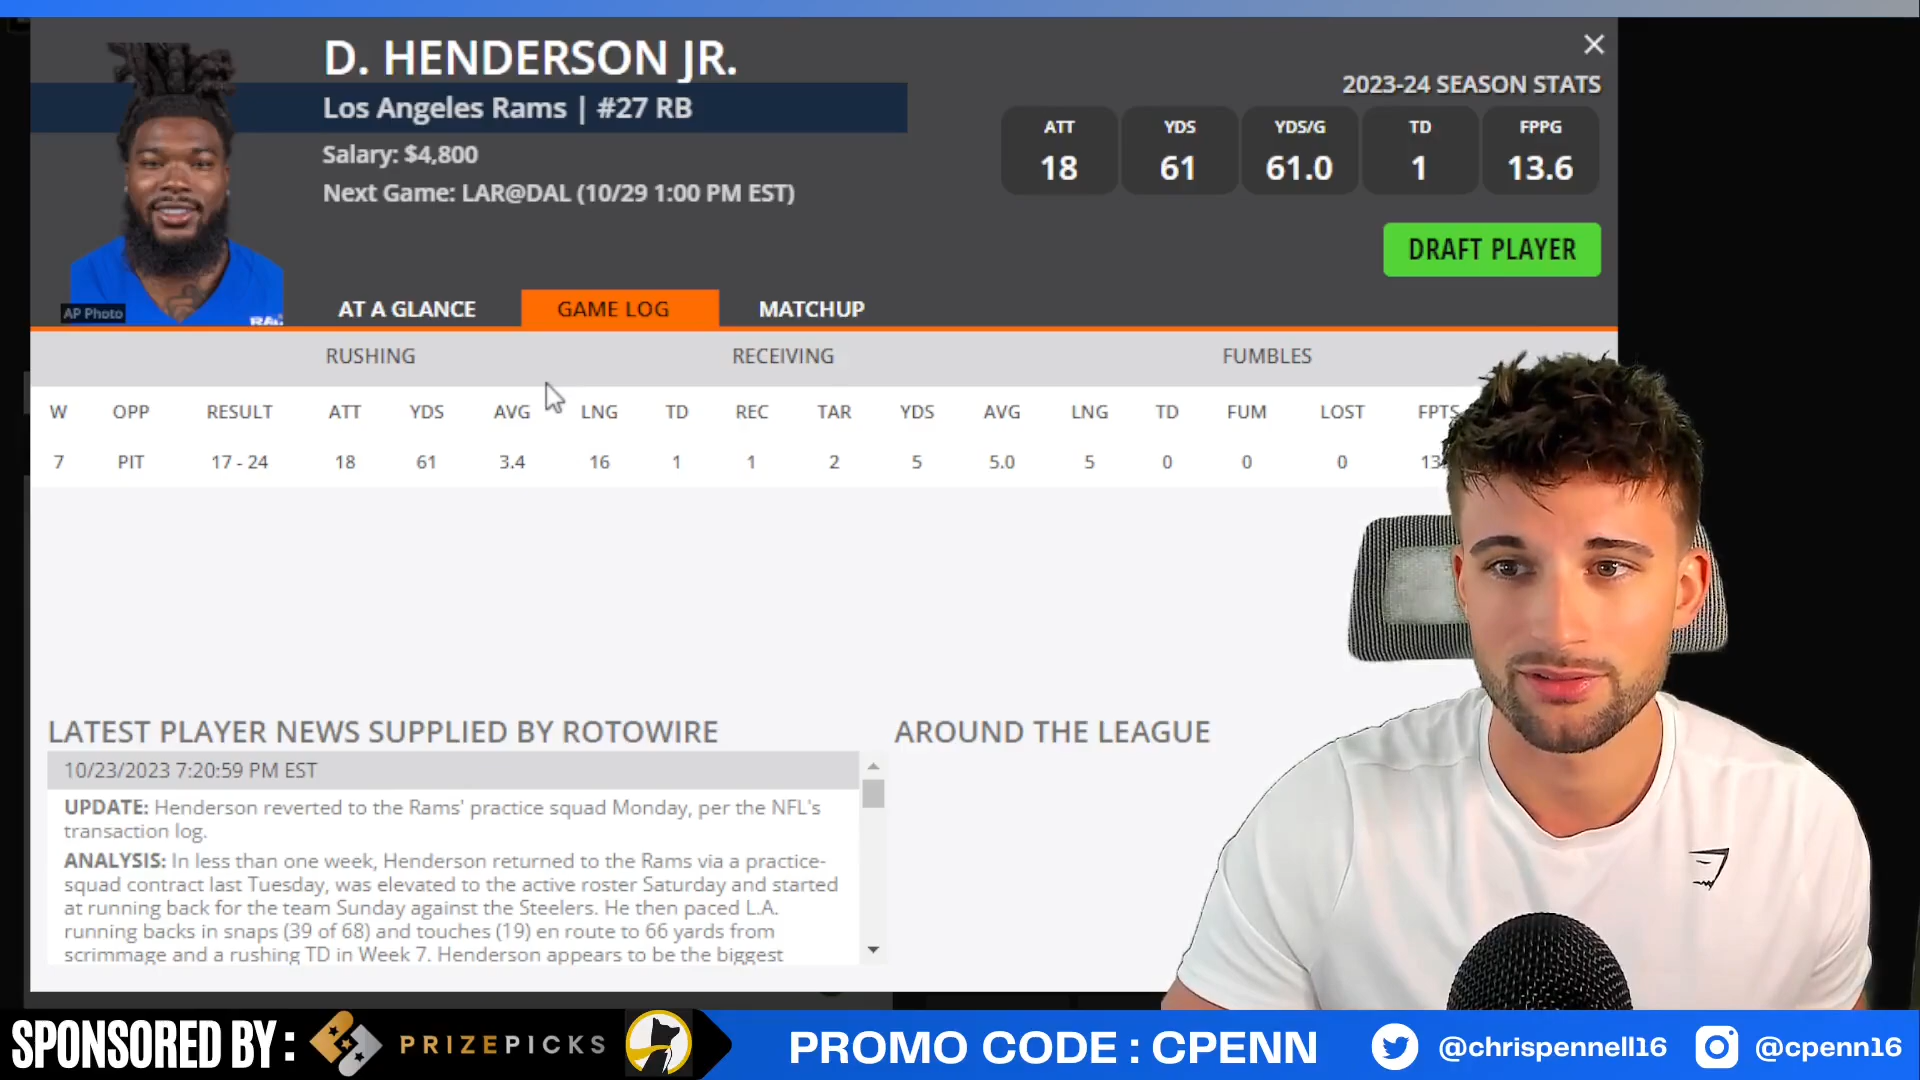 D. HENDERSON JR.
Los Angeles Rams | #27 RB
Salary: $4,800
Next Game: LAR@DAL (10/29 1:00 PM EST)
AP Photo
2023-24 SEASON STATS
ATT YDS YDS/G TD FPPG
18 61 61.0 1 13.6
DRAFT PLAYER
AT A GLANCE GAME LOG MATCHUP
RUSHING RECEIVING FUMBLES
W OPP RESULT ATT YDS AVG LNG TD REC TAR YDS AVG LNG TD FUM LOST FPTS
7 PIT 17 - 24 18 61 3.4 16 1 1 2 5 5.0 5 0 0 0
LATEST PLAYER NEWS SUPPLIED BY ROTOWIRE
10/23/2023 7:20:59 PM EST
UPDATE: Henderson reverted to the Rams' practice squad Monday, per the NFL's
transaction log.
ANALYSIS: In less than one week, Henderson returned to the Rams via a practice-
squad contract last Tuesday, was elevated to the active roster Saturday and started
at running back for the team Sunday against the Steelers. He then paced L.A.
running backs in snaps (39 of 68) and touches (19) en route to 66 yards from
scrimmage and a rushing TD in Week 7. Henderson appears to be the biggest
AROUND THE LEAGUE
SPONSORED BY : PRIZEPICKS PROMO CODE : CPENN @chrispennell16 @cpenn16